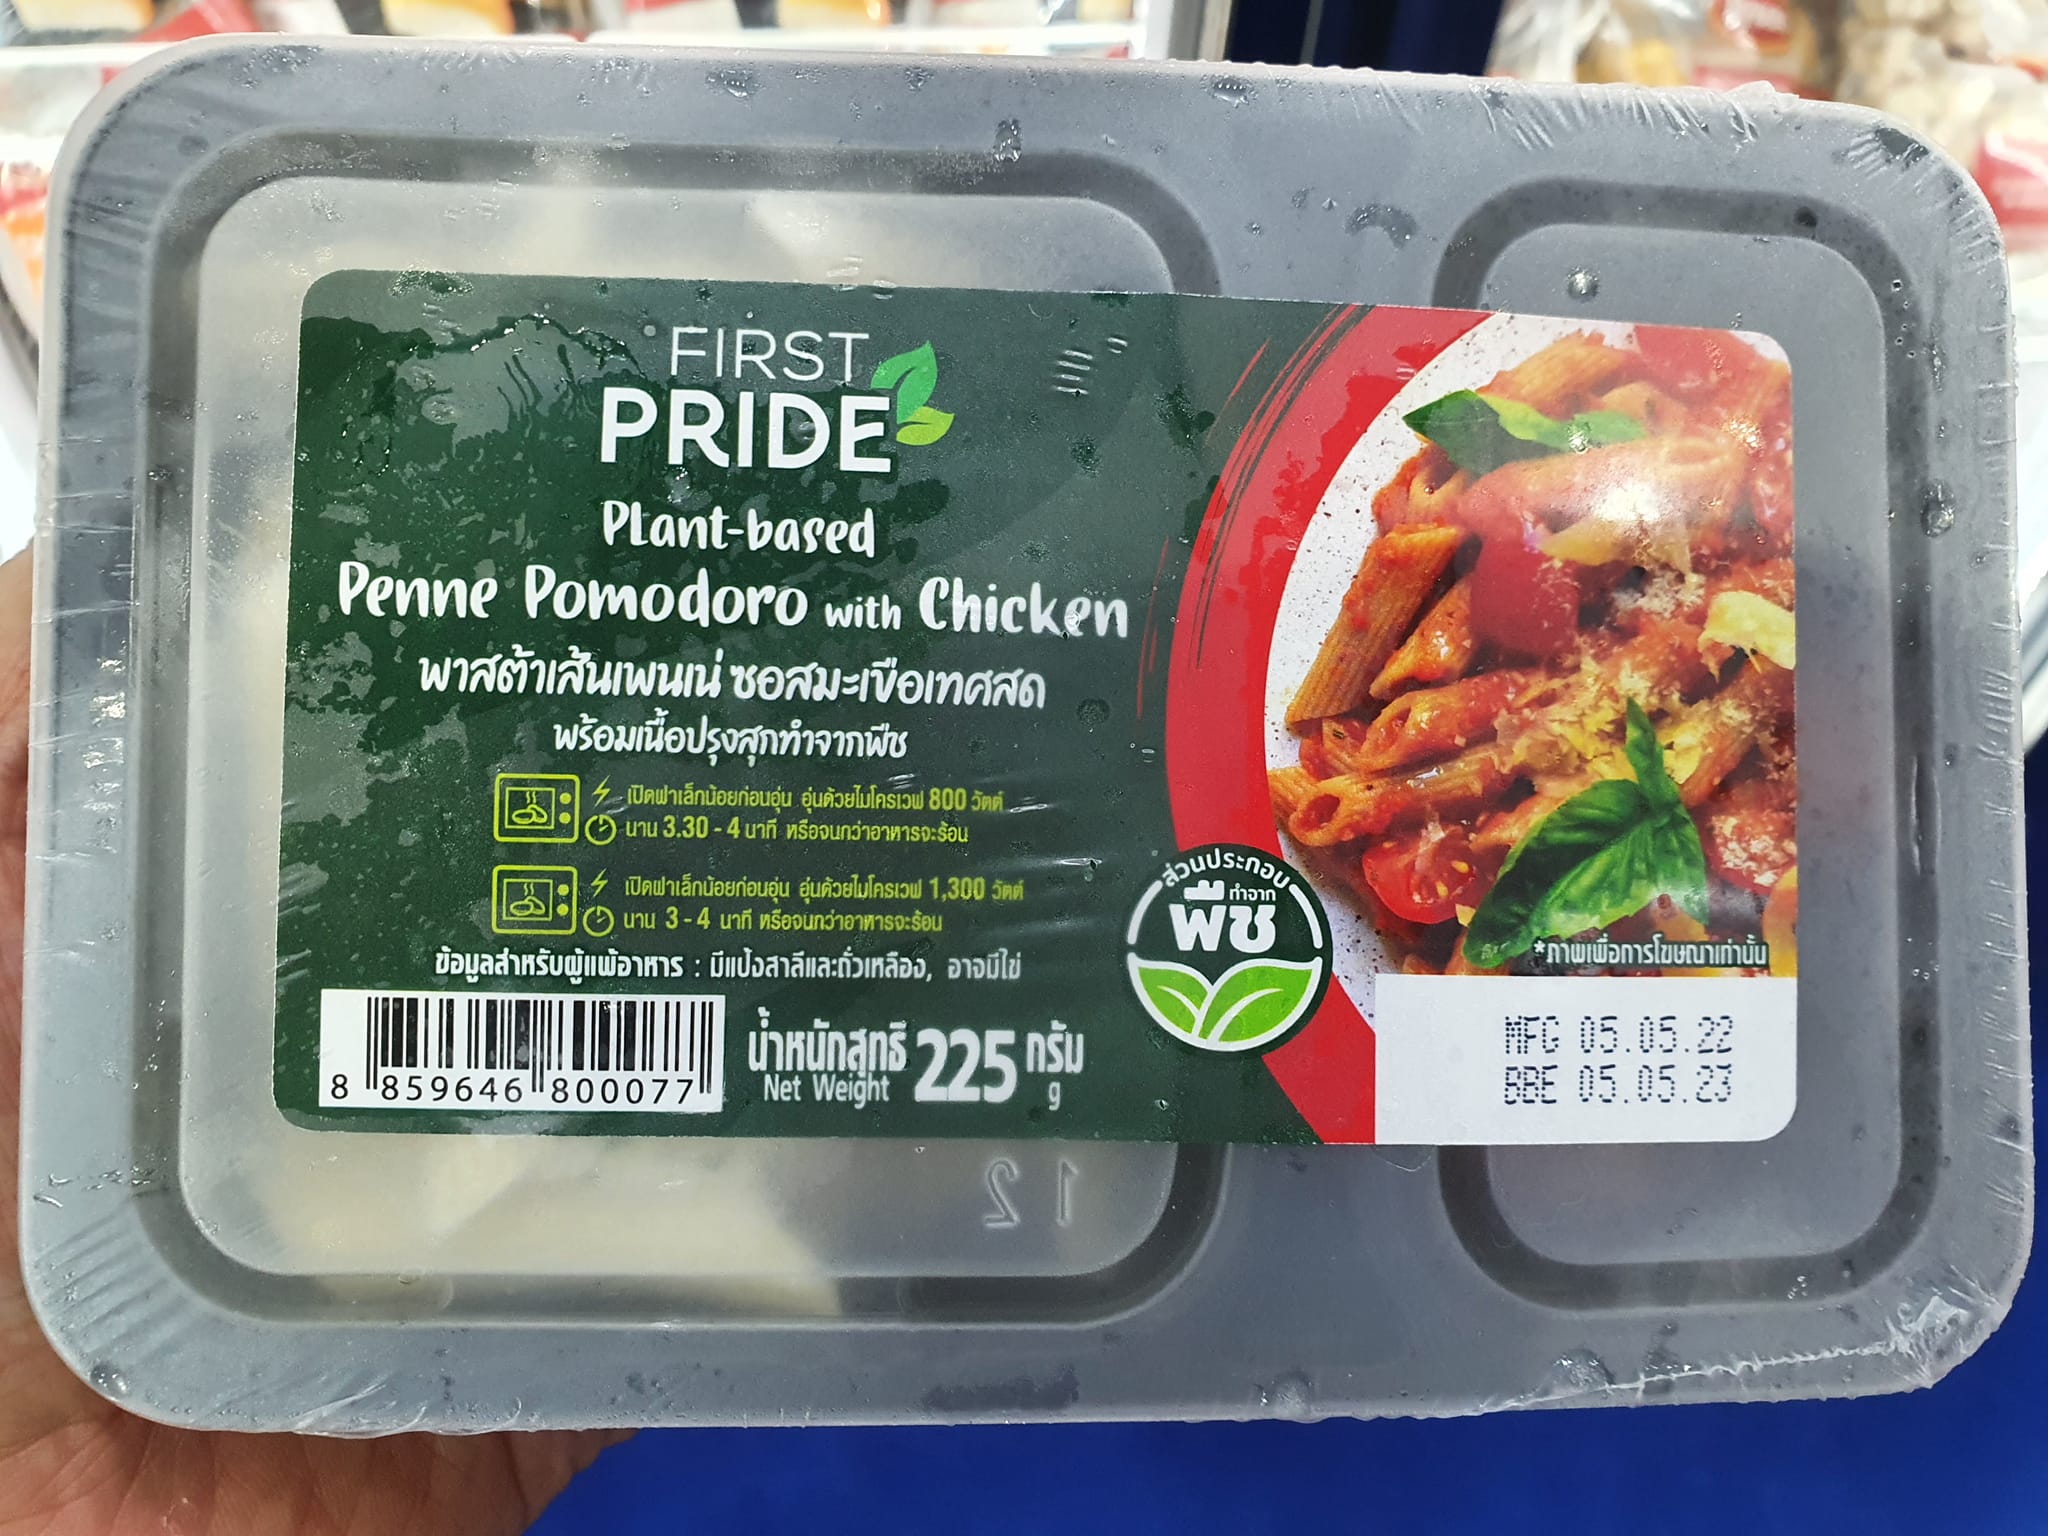 FIRST
PRIDE
Plant-based
Penne Pomodoro with Chicken
พาสต้าเส้นเพนเน่ ซอสมะเขือเทศสด
พร้อมเนื้อปรุงสุกทำจากพืช
เปิดฝาเล็กน้อยก่อนอุ่น อุ่นด้วยไมโครเวฟ 800 วัตต์
นาน 3.30 - 4 นาที หรือจนกว่าอาหารจะร้อน
เปิดฝาเล็กน้อยก่อนอุ่น อุ่นด้วยไมโครเวฟ 1,300 วัตต์
นาน 3 - 4 นาที หรือจนกว่าอาหารจะร้อน
ข้อมูลสำหรับผู้แพ้อาหาร : มีแป้งสาลีและถั่วเหลือง, อาจมีไข่
8 859646 800077
น้ำหนักสุทธิ 225 กรัม
Net Weight g
ส่วนประกอบ
ทำจาก
พืช
*ภาพเพื่อการโฆษณาเท่านั้น
MFG 05.05.22
BBE 05.05.23
12